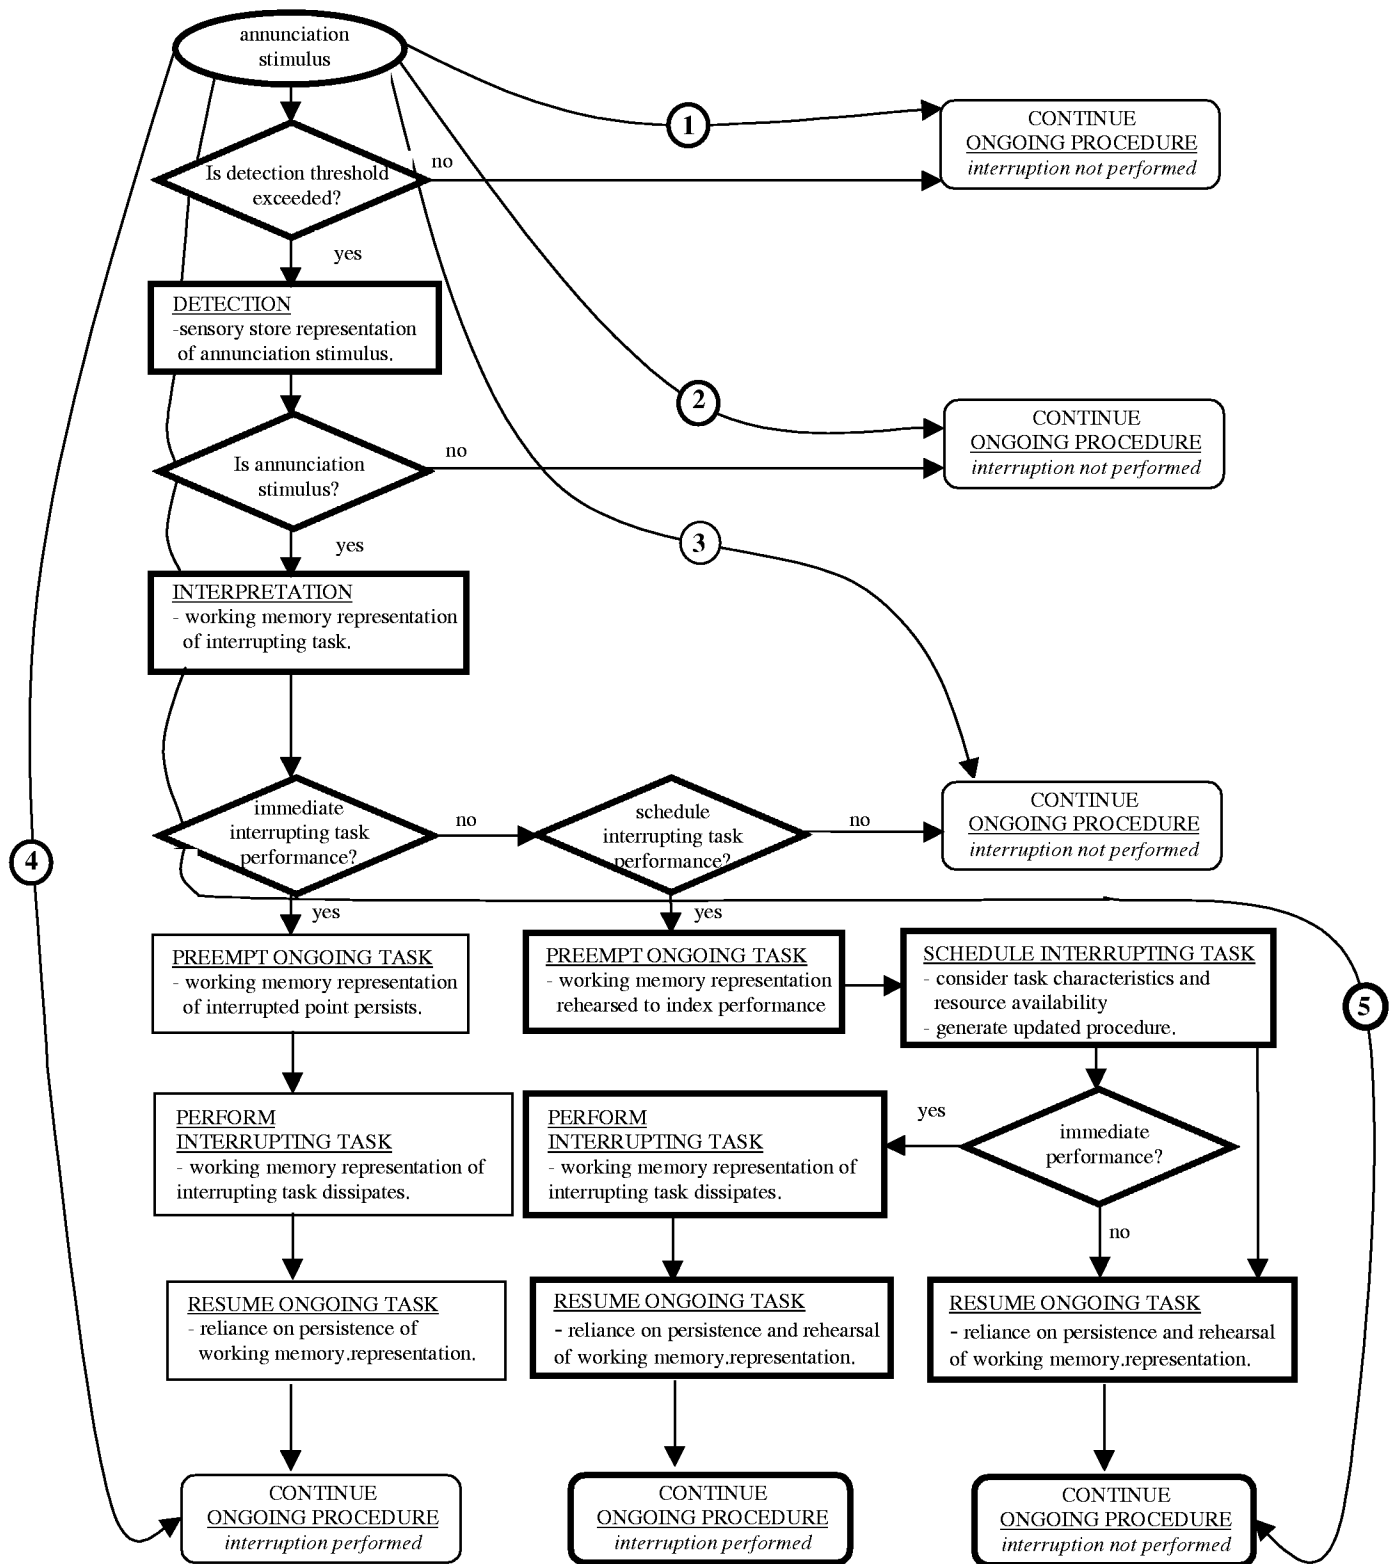 annunciation
stimulus
1
CONTINUE
ONGOING PROCEDURE
interruption not performed
Is detection threshold
exceeded?
no
yes
DETECTION
-sensory store representation
of annunciation stimulus.
2
CONTINUE
ONGOING PROCEDURE
interruption not performed
Is annunciation
stimulus?
no
yes
3
INTERPRETATION
- working memory representation
of interrupting task.
immediate
interrupting task
performance?
no
schedule
interrupting task
performance?
no
CONTINUE
ONGOING PROCEDURE
interruption not performed
4
yes
yes
PREEMPT ONGOING TASK
- working memory representation
of interrupted point persists.
PREEMPT ONGOING TASK
- working memory representation
rehearsed to index performance
SCHEDULE INTERRUPTING TASK
- consider task characteristics and
resource availability
- generate updated procedure.
5
PERFORM
INTERRUPTING TASK
- working memory representation of
interrupting task dissipates.
PERFORM
INTERRUPTING TASK
- working memory representation of
interrupting task dissipates.
yes
immediate
performance?
no
RESUME ONGOING TASK
- reliance on persistence of
working memory.representation.
RESUME ONGOING TASK
- reliance on persistence and rehearsal
of working memory.representation.
RESUME ONGOING TASK
- reliance on persistence and rehearsal
of working memory.representation.
CONTINUE
ONGOING PROCEDURE
interruption performed
CONTINUE
ONGOING PROCEDURE
interruption performed
CONTINUE
ONGOING PROCEDURE
interruption not performed